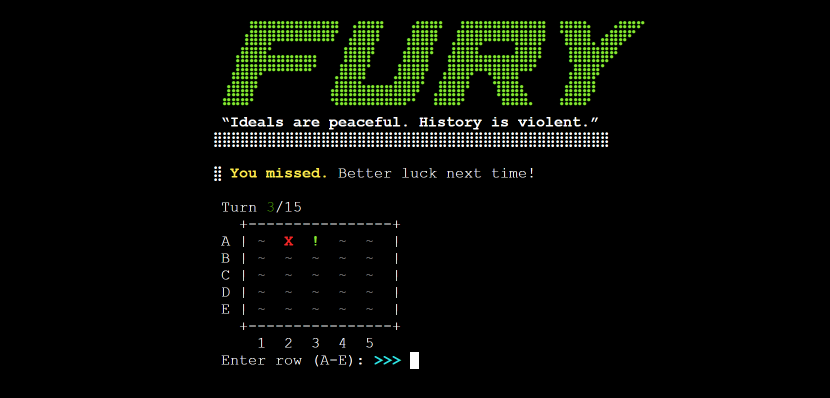 FURY
“Ideals are peaceful. History is violent.”
You missed. Better luck next time!
Turn 3/15
+----------------+
A | ~ X ! ~ ~ |
B | ~ ~ ~ ~ ~ |
C | ~ ~ ~ ~ ~ |
D | ~ ~ ~ ~ ~ |
E | ~ ~ ~ ~ ~ |
+----------------+
1 2 3 4 5
Enter row (A-E): >>>